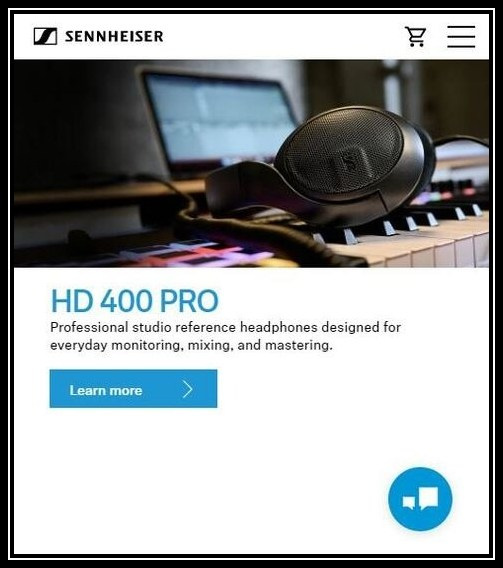 SENNHEISER
HD 400 PRO
Professional studio reference headphones designed for
everyday monitoring, mixing, and mastering.
Learn more